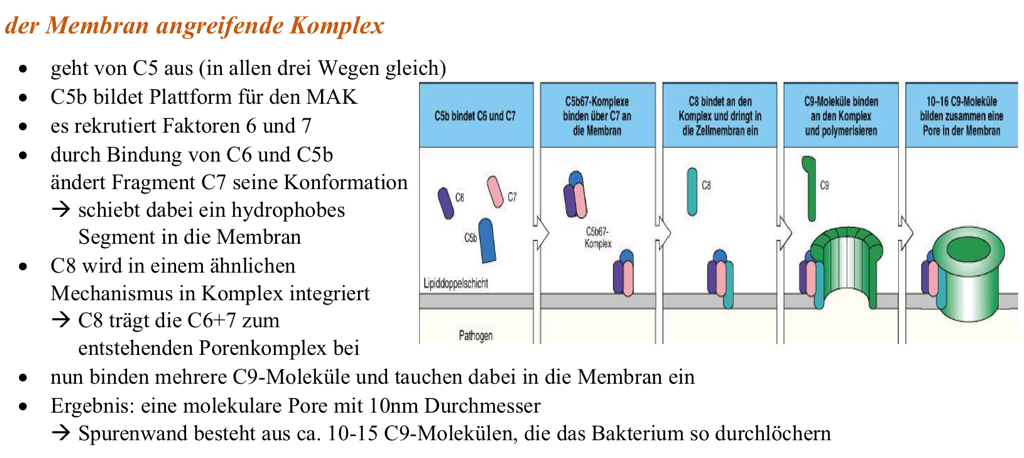 der Membran angreifende Komplex
• geht von C5 aus (in allen drei Wegen gleich)
• C5b bildet Plattform für den MAK
• es rekrutiert Faktoren 6 und 7
• durch Bindung von C6 und C5b
ändert Fragment C7 seine Konformation
→ schiebt dabei ein hydrophobes
Segment in die Membran
• C8 wird in einem ähnlichen
Mechanismus in Komplex integriert
→ C8 trägt die C6+7 zum
entstehenden Porenkomplex bei
• nun binden mehrere C9-Moleküle und tauchen dabei in die Membran ein
• Ergebnis: eine molekulare Pore mit 10nm Durchmesser
→ Spurenwand besteht aus ca. 10-15 C9-Molekülen, die das Bakterium so durchlöchern
C5b bindet C6 und C7
C6
C7
C5b
Lipiddoppelschicht
Pathogen
C5b67-Komplexe
binden über C7 an
die Membran
C5b67-
Komplex
C8 bindet an den
Komplex und dringt in
die Zellmembran ein
C8
C9-Moleküle binden
an den Komplex
und polymerisieren
C9
10–16 C9-Moleküle
bilden zusammen eine
Pore in der Membran